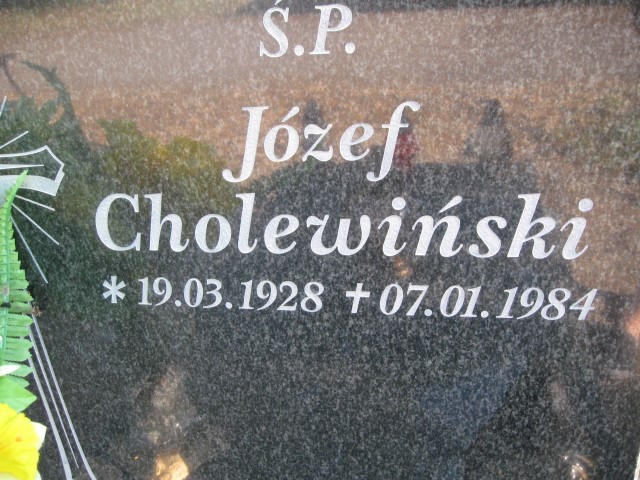 Ś.P.
Józef
Cholewiński
* 19.03.1928 ✝ 07.01.1984